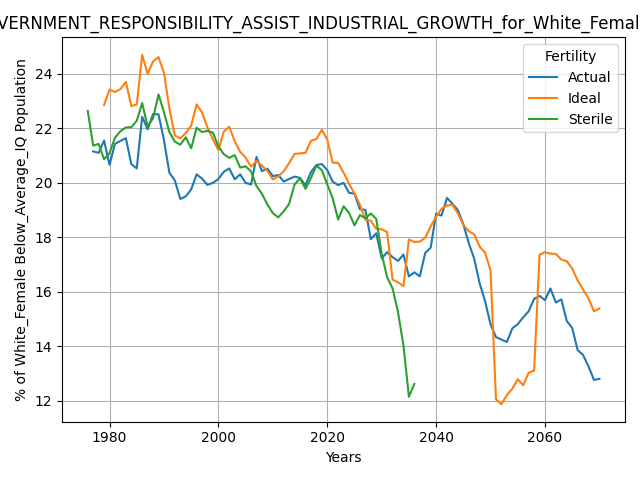 VERNMENT_RESPONSIBILITY_ASSIST_INDUSTRIAL_GROWTH_for_White_Femal
Fertility
Actual
Ideal
Sterile
% of White_Female Below_Average_IQ Population
24
22
20
18
16
14
12
1980 2000 2020 2040 2060
Years